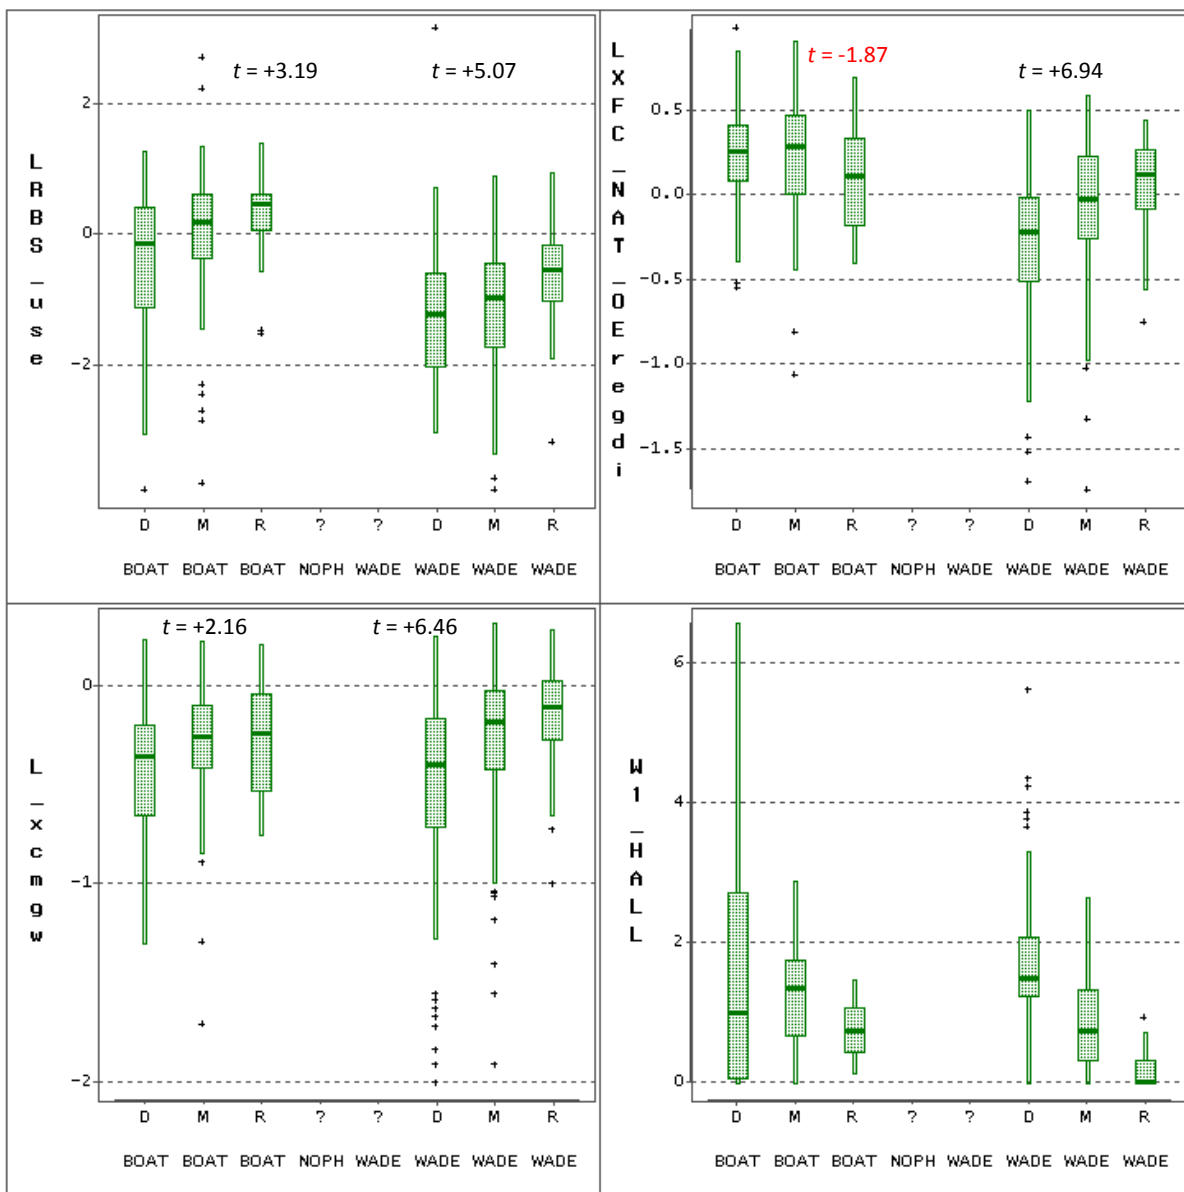 LRBS_use
t = +3.19
t = +5.07
2
0
-2
D M R ? ? D M R
BOAT BOAT BOAT NOPH WADE WADE WADE WADE
LXFC_NAT_OEregdi
t = -1.87
t = +6.94
0.5
0.0
-0.5
-1.0
-1.5
D M R ? ? D M R
BOAT BOAT BOAT NOPH WADE WADE WADE WADE
L_xcmgw
t = +2.16
t = +6.46
0
-1
-2
D M R ? ? D M R
BOAT BOAT BOAT NOPH WADE WADE WADE WADE
W1_HALL
6
4
2
0
D M R ? ? D M R
BOAT BOAT BOAT NOPH WADE WADE WADE WADE